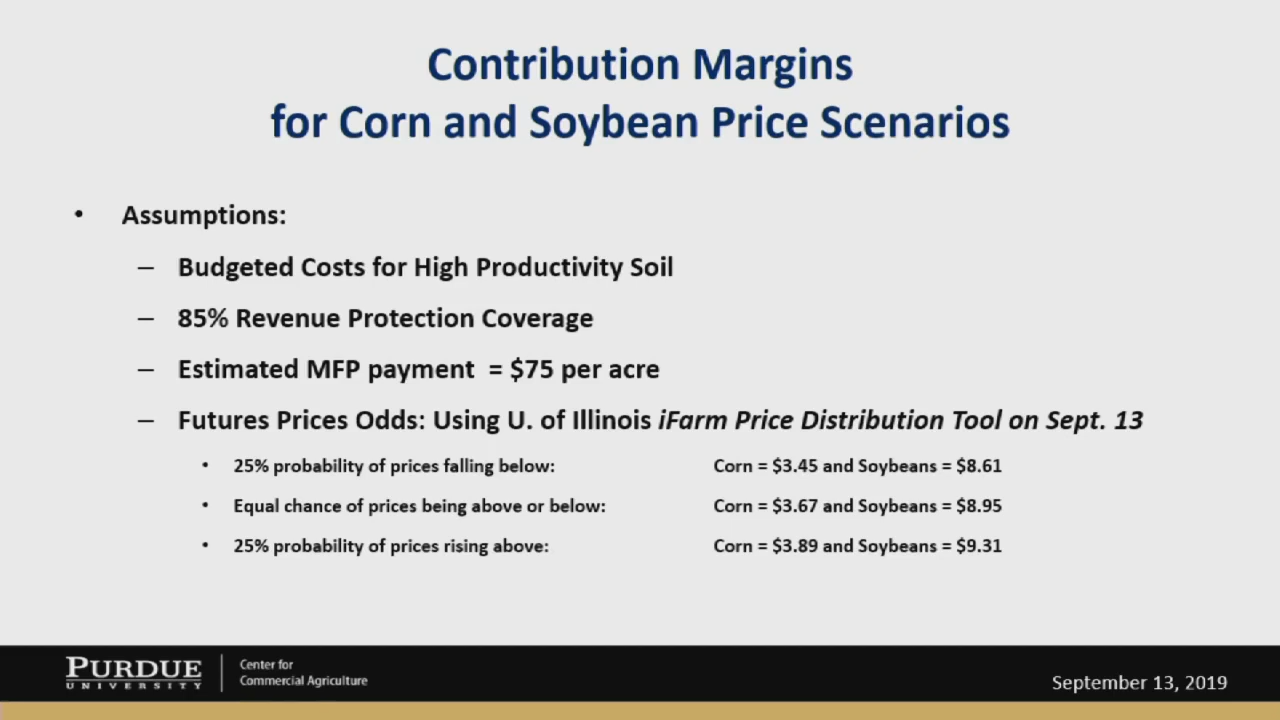 Contribution Margins
for Corn and Soybean Price Scenarios
• Assumptions:
– Budgeted Costs for High Productivity Soil
– 85% Revenue Protection Coverage
– Estimated MFP payment = $75 per acre
– Futures Prices Odds: Using U. of Illinois iFarm Price Distribution Tool on Sept. 13
• 25% probability of prices falling below: Corn = $3.45 and Soybeans = $8.61
• Equal chance of prices being above or below: Corn = $3.67 and Soybeans = $8.95
• 25% probability of prices rising above: Corn = $3.89 and Soybeans = $9.31
PURDUE
UNIVERSITY
Center for
Commercial Agriculture
September 13, 2019